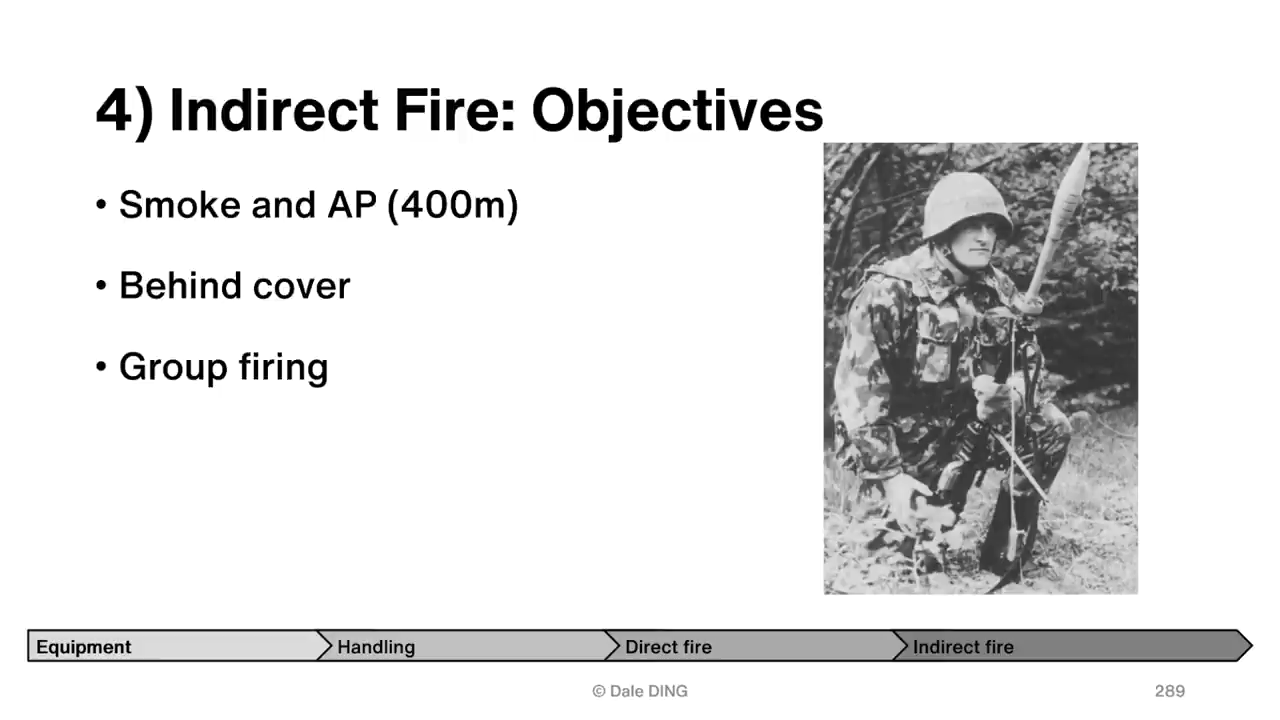 4) Indirect Fire: Objectives
• Smoke and AP (400m)
• Behind cover
• Group firing
Equipment
Handling
Direct fire
Indirect fire
© Dale DING
289